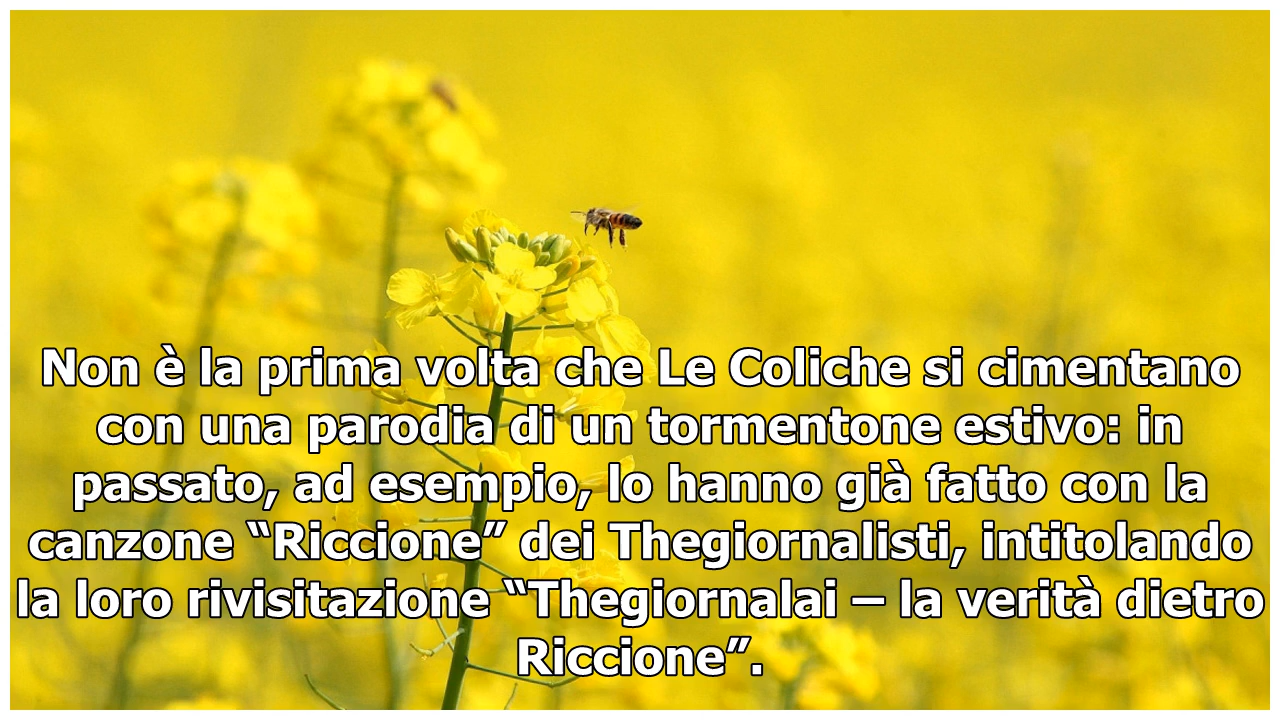 Non è la prima volta che Le Coliche si cimentano
con una parodia di un tormentone estivo: in
passato, ad esempio, lo hanno già fatto con la
canzone “Riccione” dei Thegiornalisti, intitolando
la loro rivisitazione “Thegiornalai – la verità dietro
Riccione”.